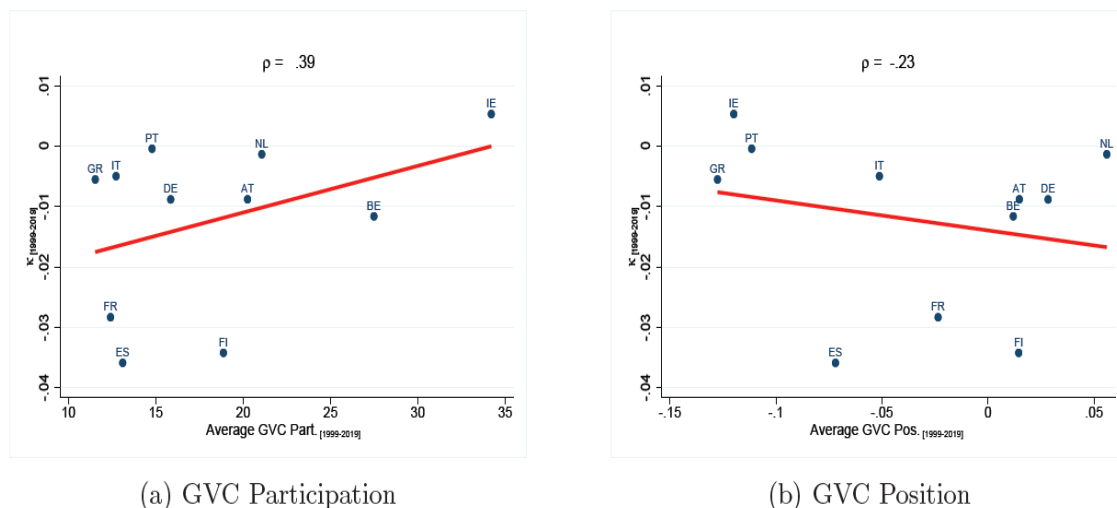 ρ = .39
.01
0
-.01
-.02
-.03
-.04
κ [1999-2019]
IE
PT
NL
GR
IT
DE
AT
BE
FR
ES
FI
10 15 20 25 30 35
Average GVC Part. [1999-2019]
(a) GVC Participation
ρ = -.23
.01
0
-.01
-.02
-.03
-.04
κ [1999-2019]
IE
PT
NL
GR
IT
AT
DE
BE
FR
ES
FI
-.15 -.1 -.05 0 .05
Average GVC Pos. [1999-2019]
(b) GVC Position